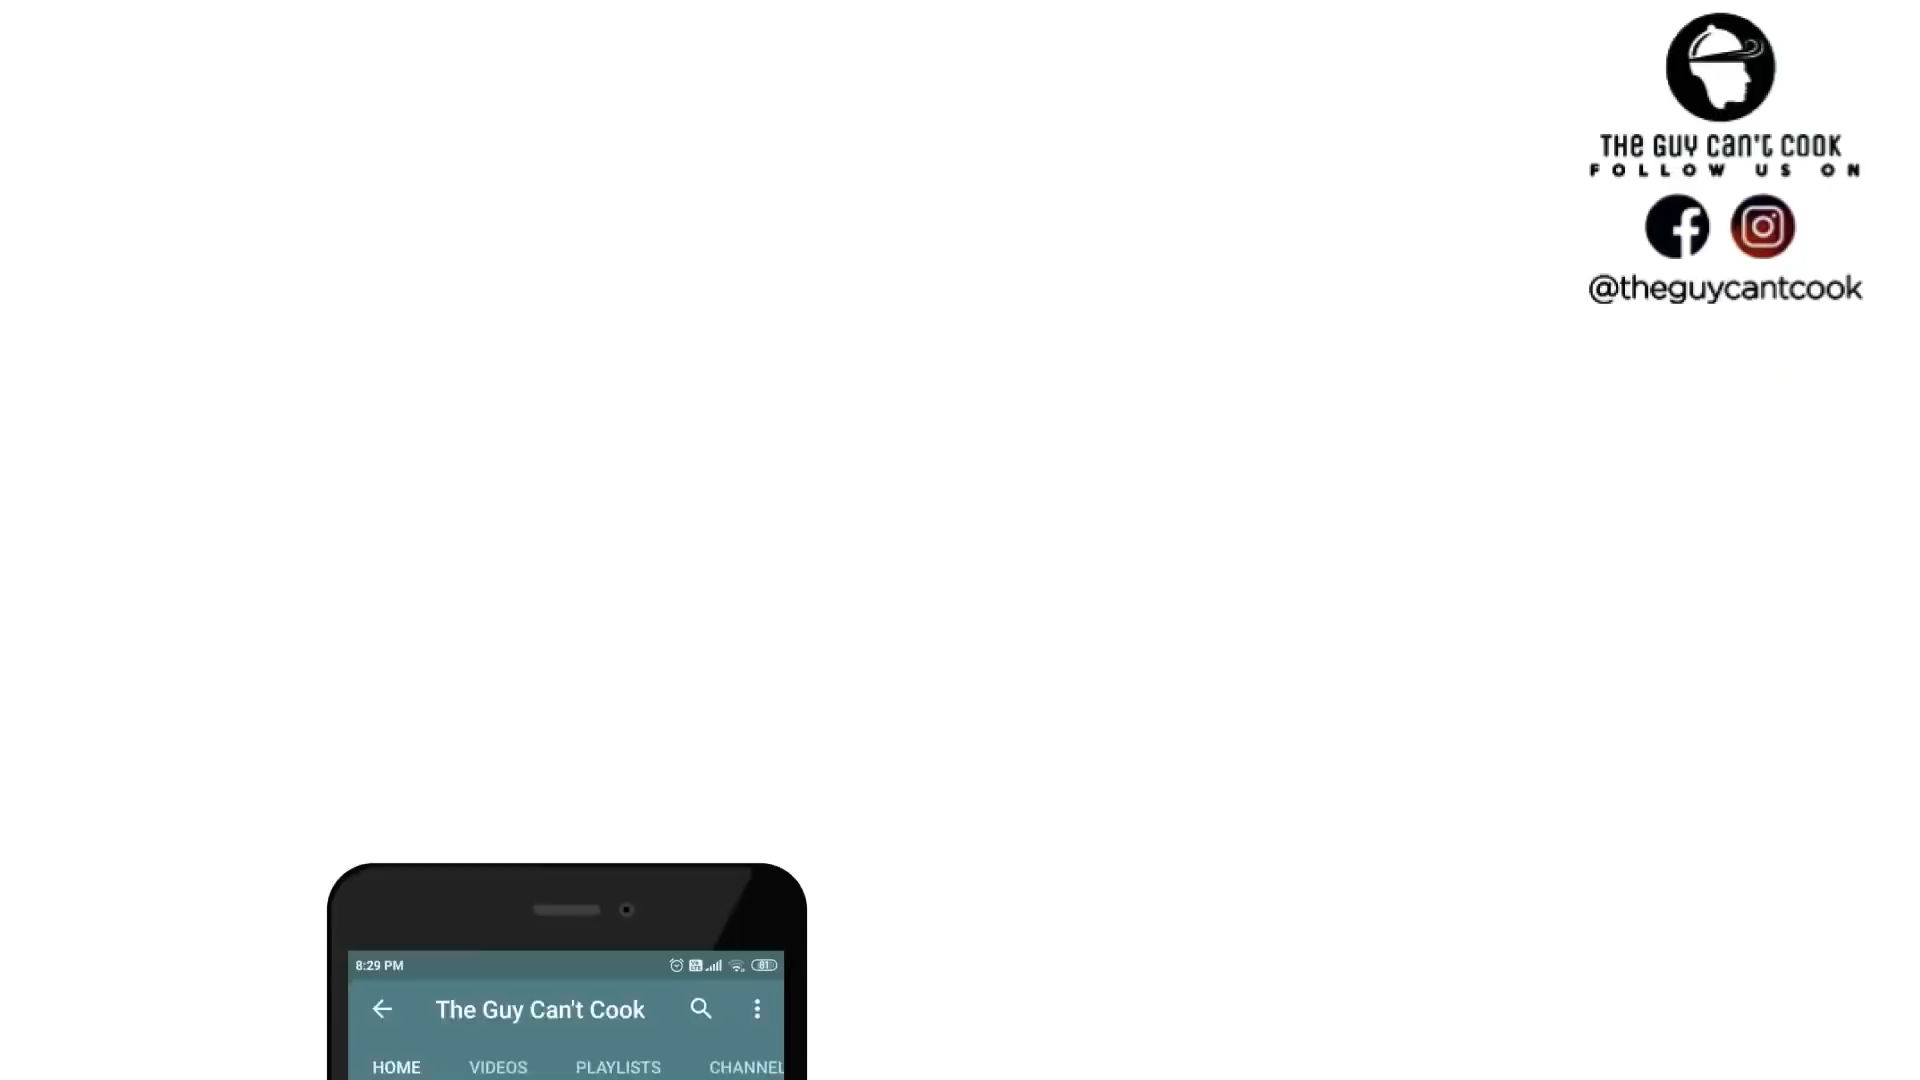 THE GUY CAN'T COOK
FOLLOW US ON
@theguycantcook
8:29 PM 81
The Guy Can't Cook
HOME VIDEOS PLAYLISTS CHANNEL